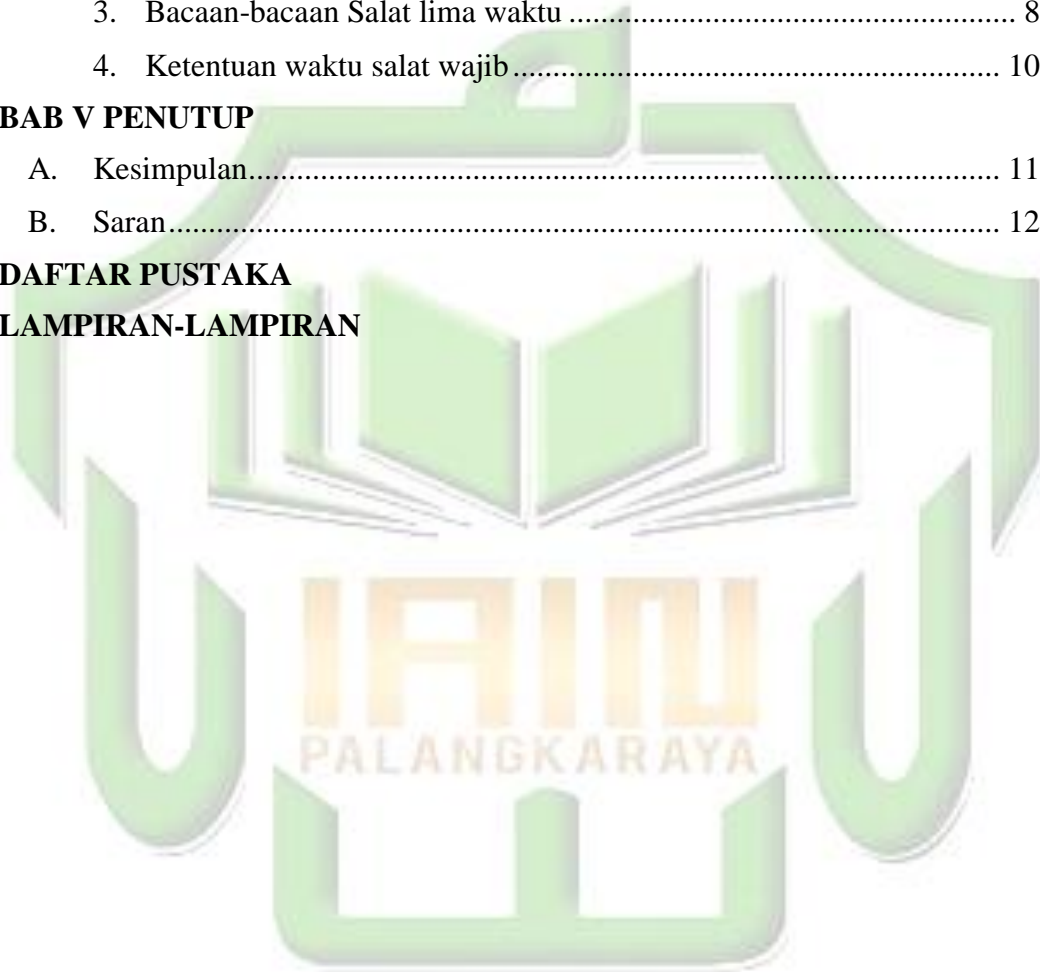 3. Bacaan-bacaan Salat lima waktu ........................................................ 8
4. Ketentuan waktu salat wajib ............................................................. 10
BAB V PENUTUP
A. Kesimpulan .............................................................................................. 11
B. Saran ........................................................................................................ 12
DAFTAR PUSTAKA
LAMPIRAN-LAMPIRAN
IAIN
PALANGKARAYA